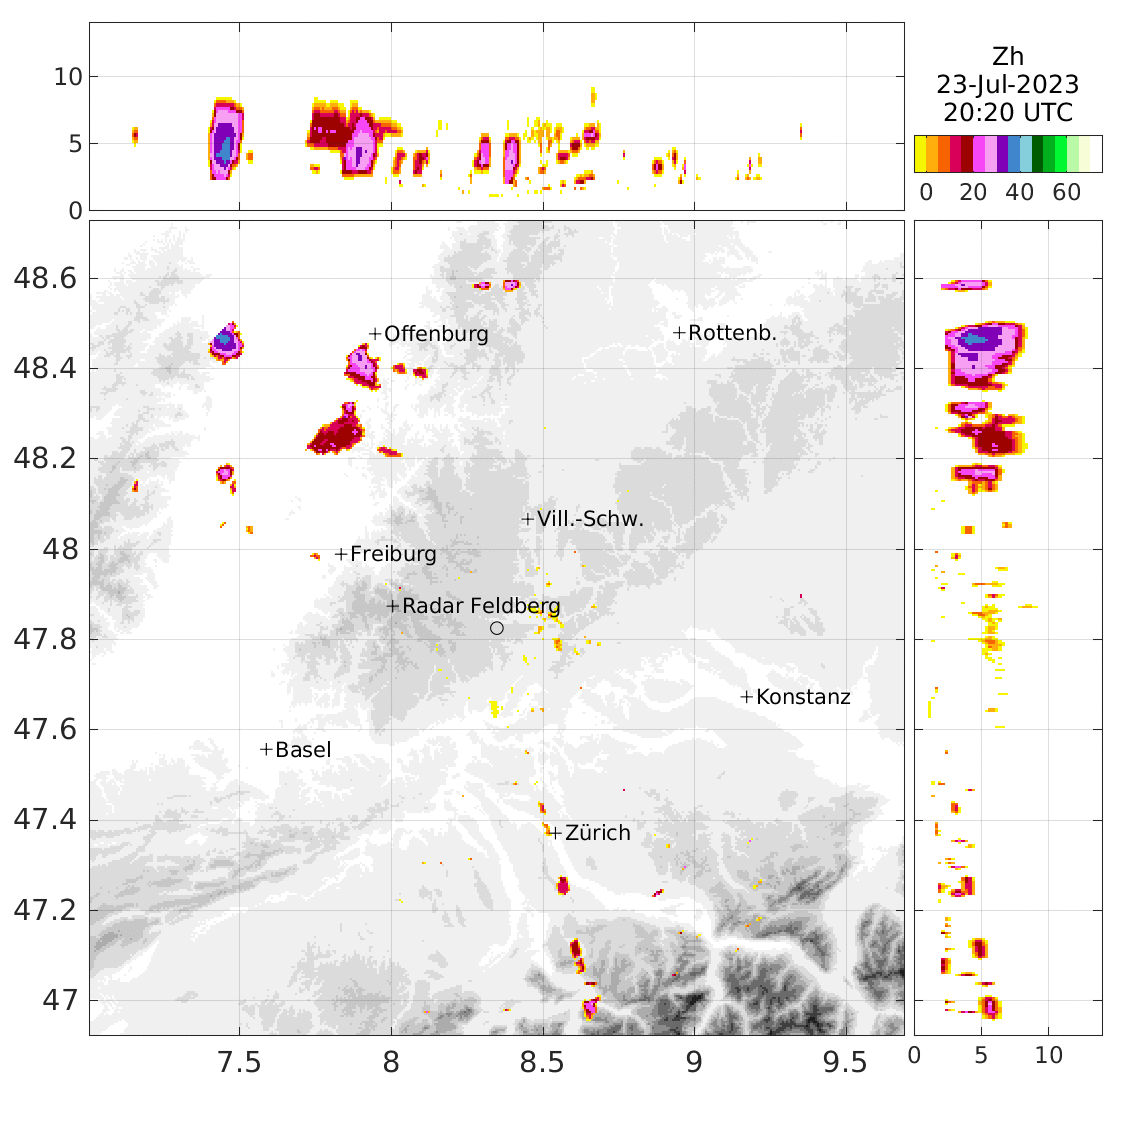 Zh
23-Jul-2023
20:20 UTC
0 20 40 60
10
5
0
48.6
48.4
48.2
48
47.8
47.6
47.4
47.2
47
+Offenburg
+Rottenb.
+Vill.-Schw.
+Freiburg
+Radar Feldberg
+Konstanz
+Basel
+Zürich
7.5 8 8.5 9 9.5
0 5 10